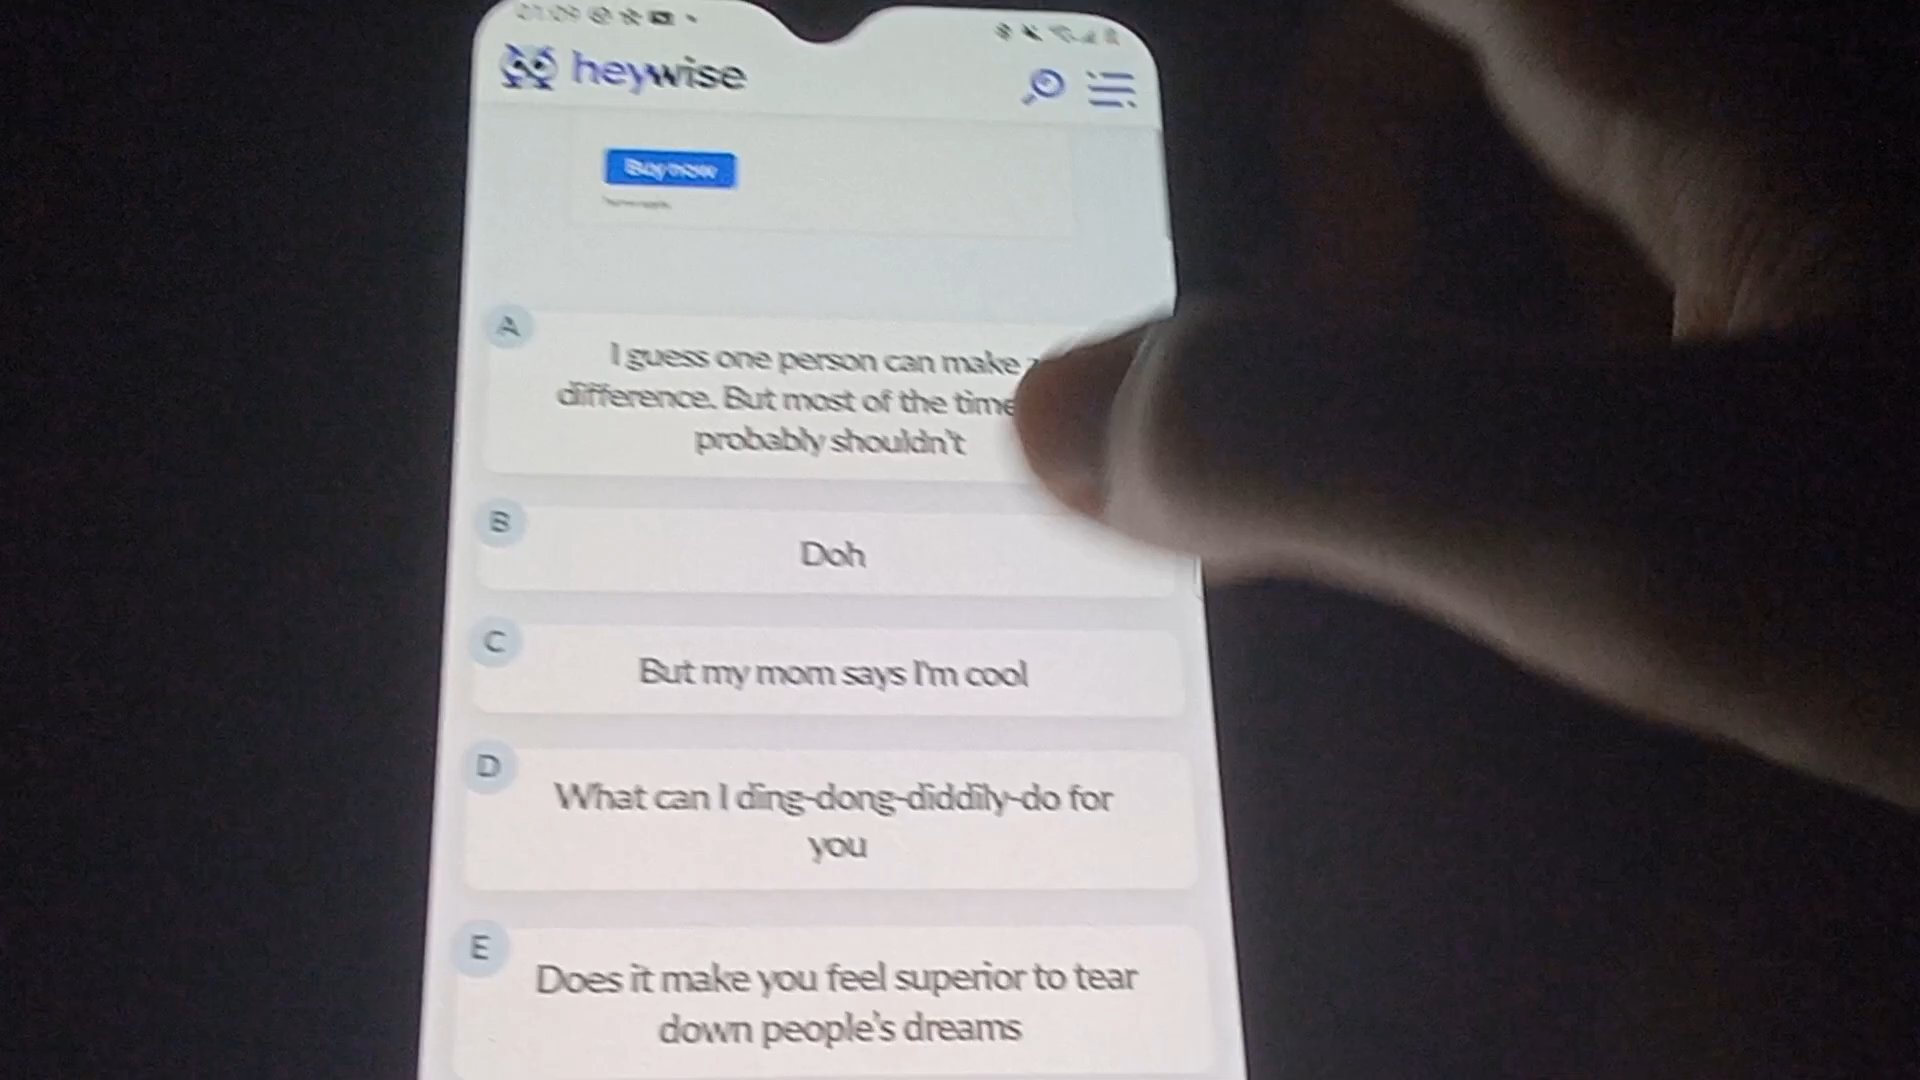 01:09
heywise
Buy now
A
I guess one person can make
difference. But most of the time
probably shouldn't
B
Doh
C
But my mom says I'm cool
D
What can I ding-dong-diddily-do for
you
E
Does it make you feel superior to tear
down people's dreams